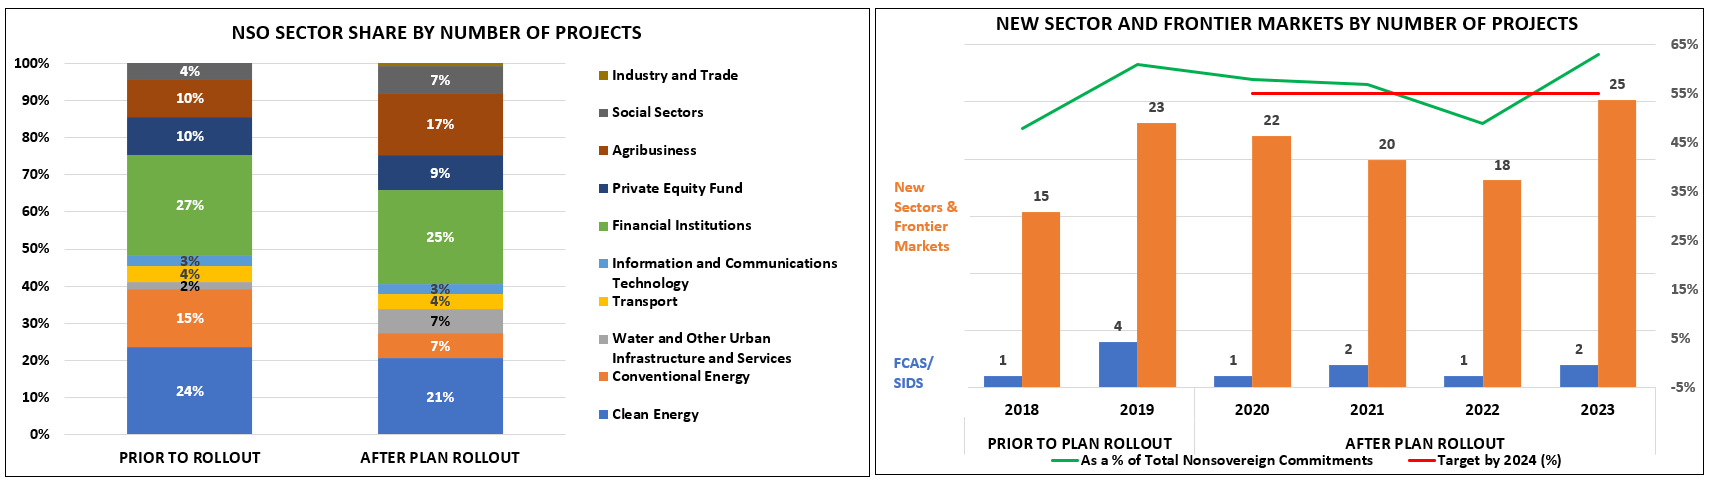 NSO SECTOR SHARE BY NUMBER OF PROJECTS
100%
90%
80%
70%
60%
50%
40%
30%
20%
10%
0%
4%
10%
10%
27%
3%
4%
2%
15%
24%
7%
17%
9%
25%
3%
4%
7%
7%
21%
PRIOR TO ROLLOUT
AFTER PLAN ROLLOUT
Industry and Trade
Social Sectors
Agribusiness
Private Equity Fund
Financial Institutions
Information and Communications
Technology
Transport
Water and Other Urban
Infrastructure and Services
Conventional Energy
Clean Energy
NEW SECTOR AND FRONTIER MARKETS BY NUMBER OF PROJECTS
New
Sectors &
Frontier
Markets
FCAS/
SIDS
1
15
4
23
1
22
2
20
1
18
2
25
65%
55%
45%
35%
25%
15%
5%
-5%
2018
2019
2020
2021
2022
2023
PRIOR TO PLAN ROLLOUT
AFTER PLAN ROLLOUT
As a % of Total Nonsovereign Commitments
Target by 2024 (%)